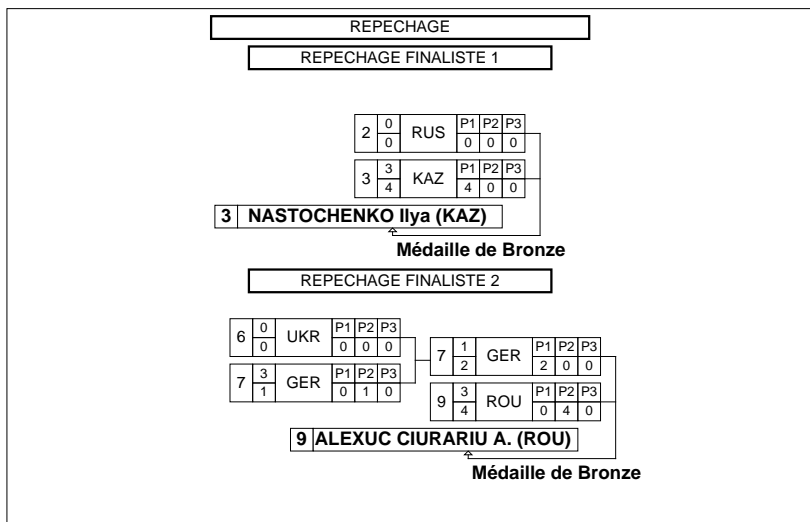 REPECHAGE
REPECHAGE FINALISTE 1
2 0 RUS P1 P2 P3
0 0 0 0
3 3 KAZ P1 P2 P3
4 4 0 0
3 NASTOCHENKO Ilya (KAZ)
Médaille de Bronze
REPECHAGE FINALISTE 2
6 0 UKR P1 P2 P3
0 0 0 0
7 1 GER P1 P2 P3
2 2 0 0
7 3 GER P1 P2 P3
1 0 1 0
9 3 ROU P1 P2 P3
4 0 4 0
9 ALEXUC CIURARIU A. (ROU)
Médaille de Bronze